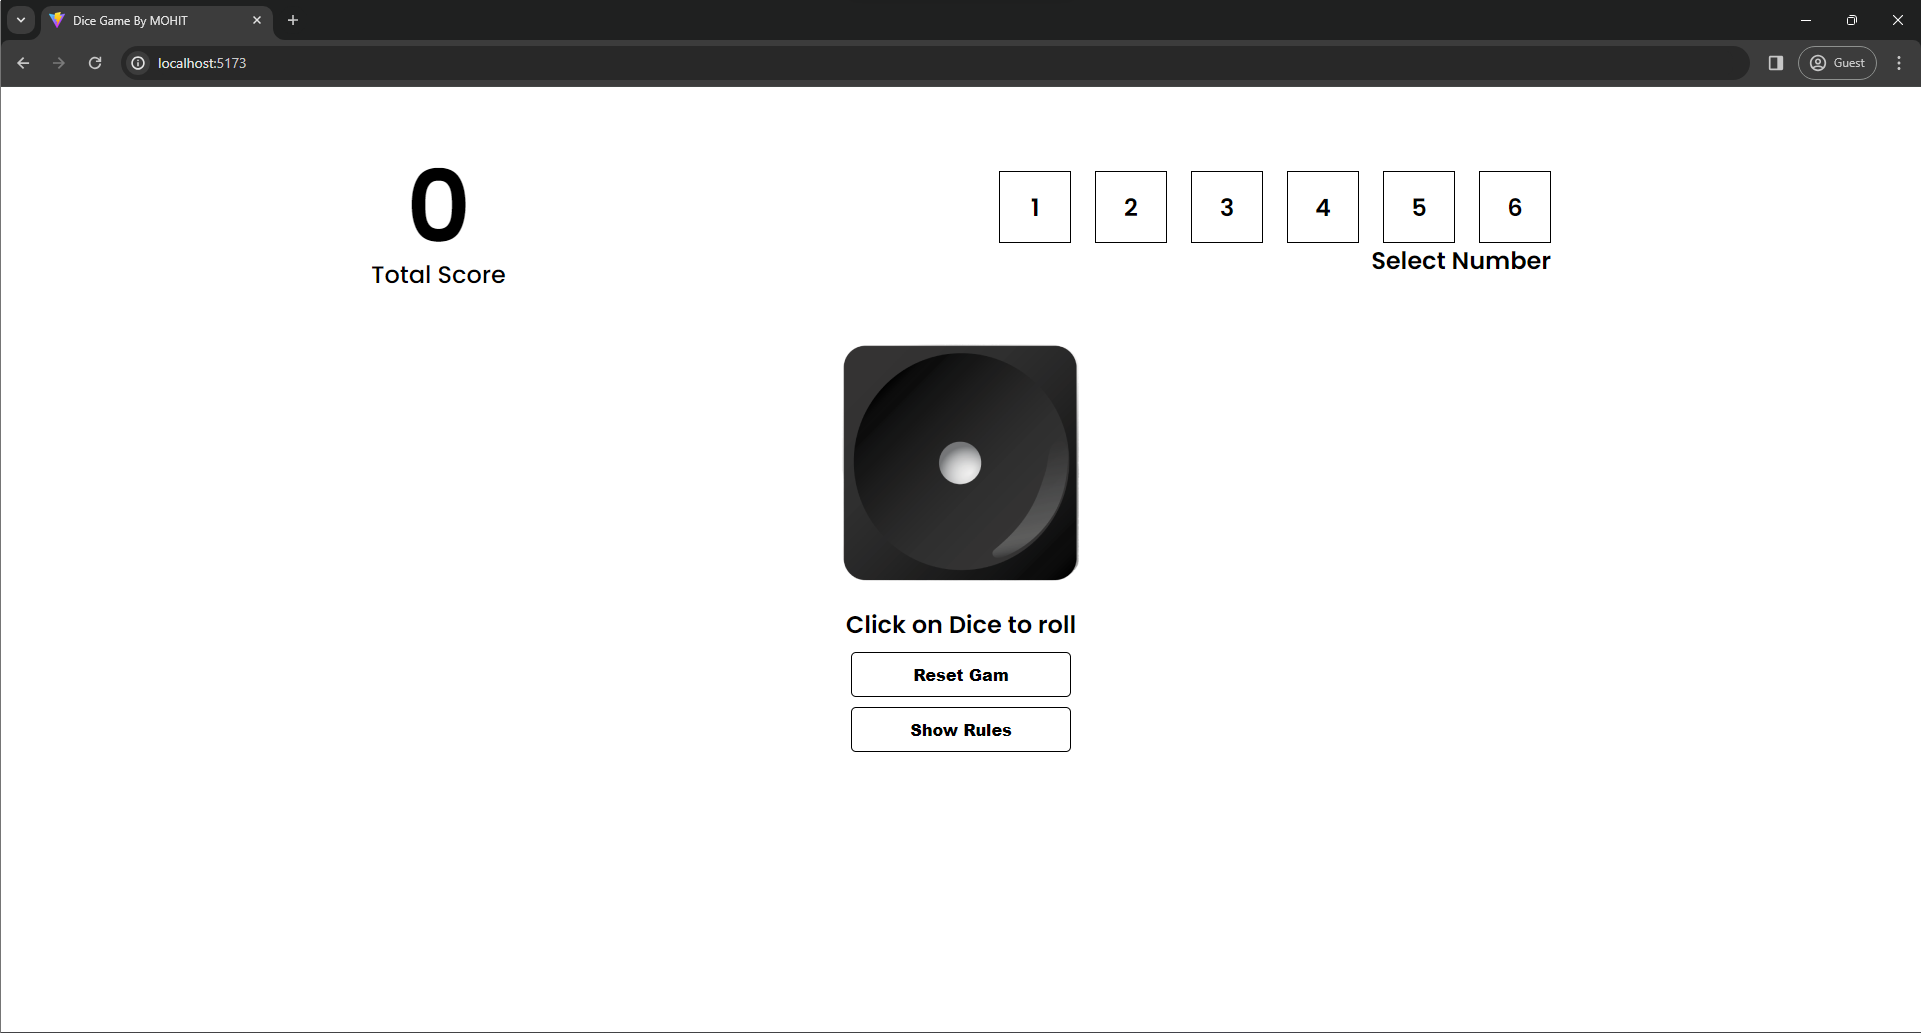 Dice Game By MOHIT
localhost:5173
Guest
0
Total Score
1 2 3 4 5 6
Select Number
Click on Dice to roll
Reset Gam
Show Rules